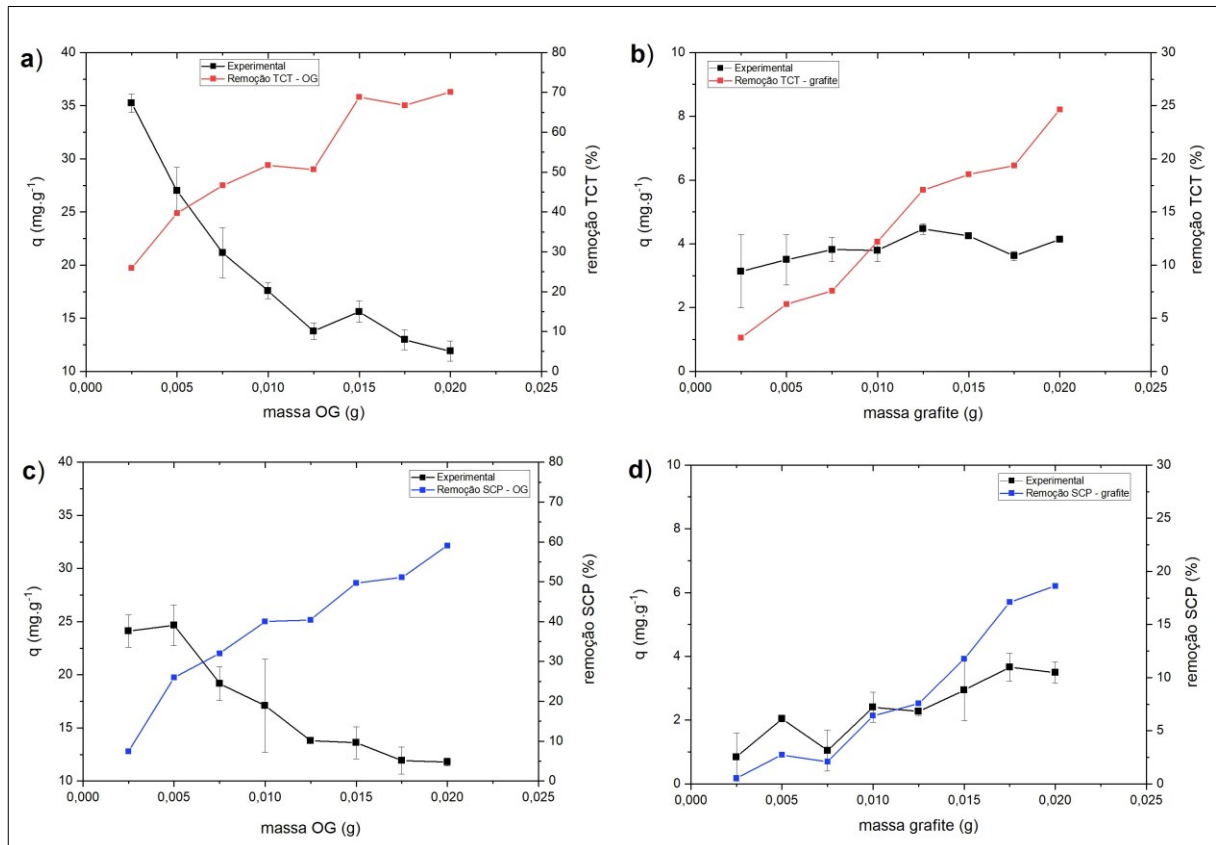 a)
Experimental
Remoção TCT - OG
40
35
30
25
20
15
10
q (mg.g-1)
80
70
60
50
40
30
20
10
0
remoção TCT (%)
0,000 0,005 0,010 0,015 0,020 0,025
massa OG (g)
b)
Experimental
Remoção TCT - grafite
10
8
6
4
2
0
q (mg.g-1)
30
25
20
15
10
5
0
remoção TCT (%)
0,000 0,005 0,010 0,015 0,020 0,025
massa grafite (g)
c)
Experimental
Remoção SCP - OG
40
35
30
25
20
15
10
q (mg.g-1)
80
70
60
50
40
30
20
10
0
remoção SCP (%)
0,000 0,005 0,010 0,015 0,020 0,025
massa OG (g)
d)
Experimental
Remoção SCP - grafite
10
8
6
4
2
0
q (mg.g-1)
30
25
20
15
10
5
0
remoção SCP (%)
0,000 0,005 0,010 0,015 0,020 0,025
massa grafite (g)